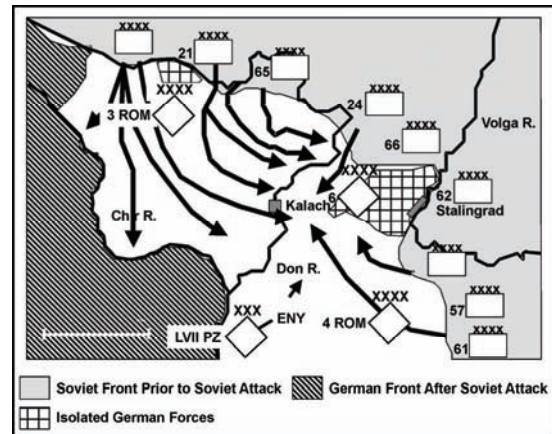 XXXX
XXXX
21
XXXX
65
XXXX
3 ROM
XXXX
24
XXXX
66
Volga R.
XXXX
6
XXXX
62
Stalingrad
Kalach
Chir R.
XXXX
Don R.
XXX
ENY
LVII PZ
XXXX
4 ROM
XXXX
57
XXXX
61
Soviet Front Prior to Soviet Attack
German Front After Soviet Attack
Isolated German Forces